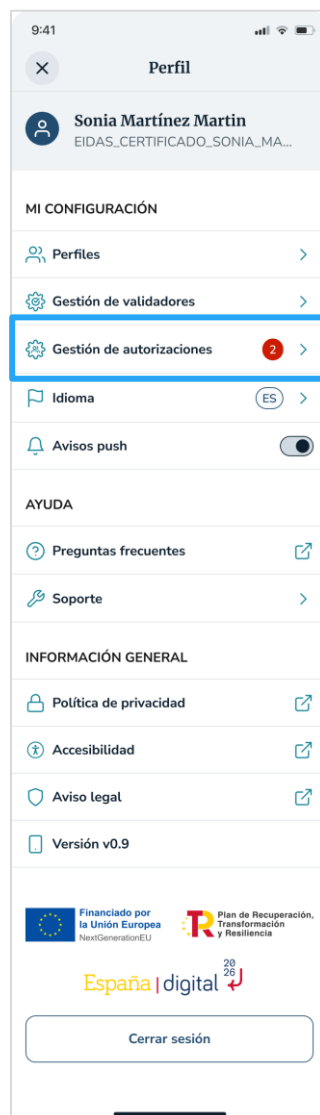 9:41
Perfil
Sonia Martínez Martin
EIDAS_CERTIFICADO_SONIA_MA...
MI CONFIGURACIÓN
Perfiles
Gestión de validadores
Gestión de autorizaciones 2
Idioma ES
Avisos push
AYUDA
Preguntas frecuentes
Soporte
INFORMACIÓN GENERAL
Política de privacidad
Accesibilidad
Aviso legal
Versión v0.9
Financiado por
la Unión Europea
NextGenerationEU
Plan de Recuperación,
Transformación
y Resiliencia
España | digital 2026
Cerrar sesión